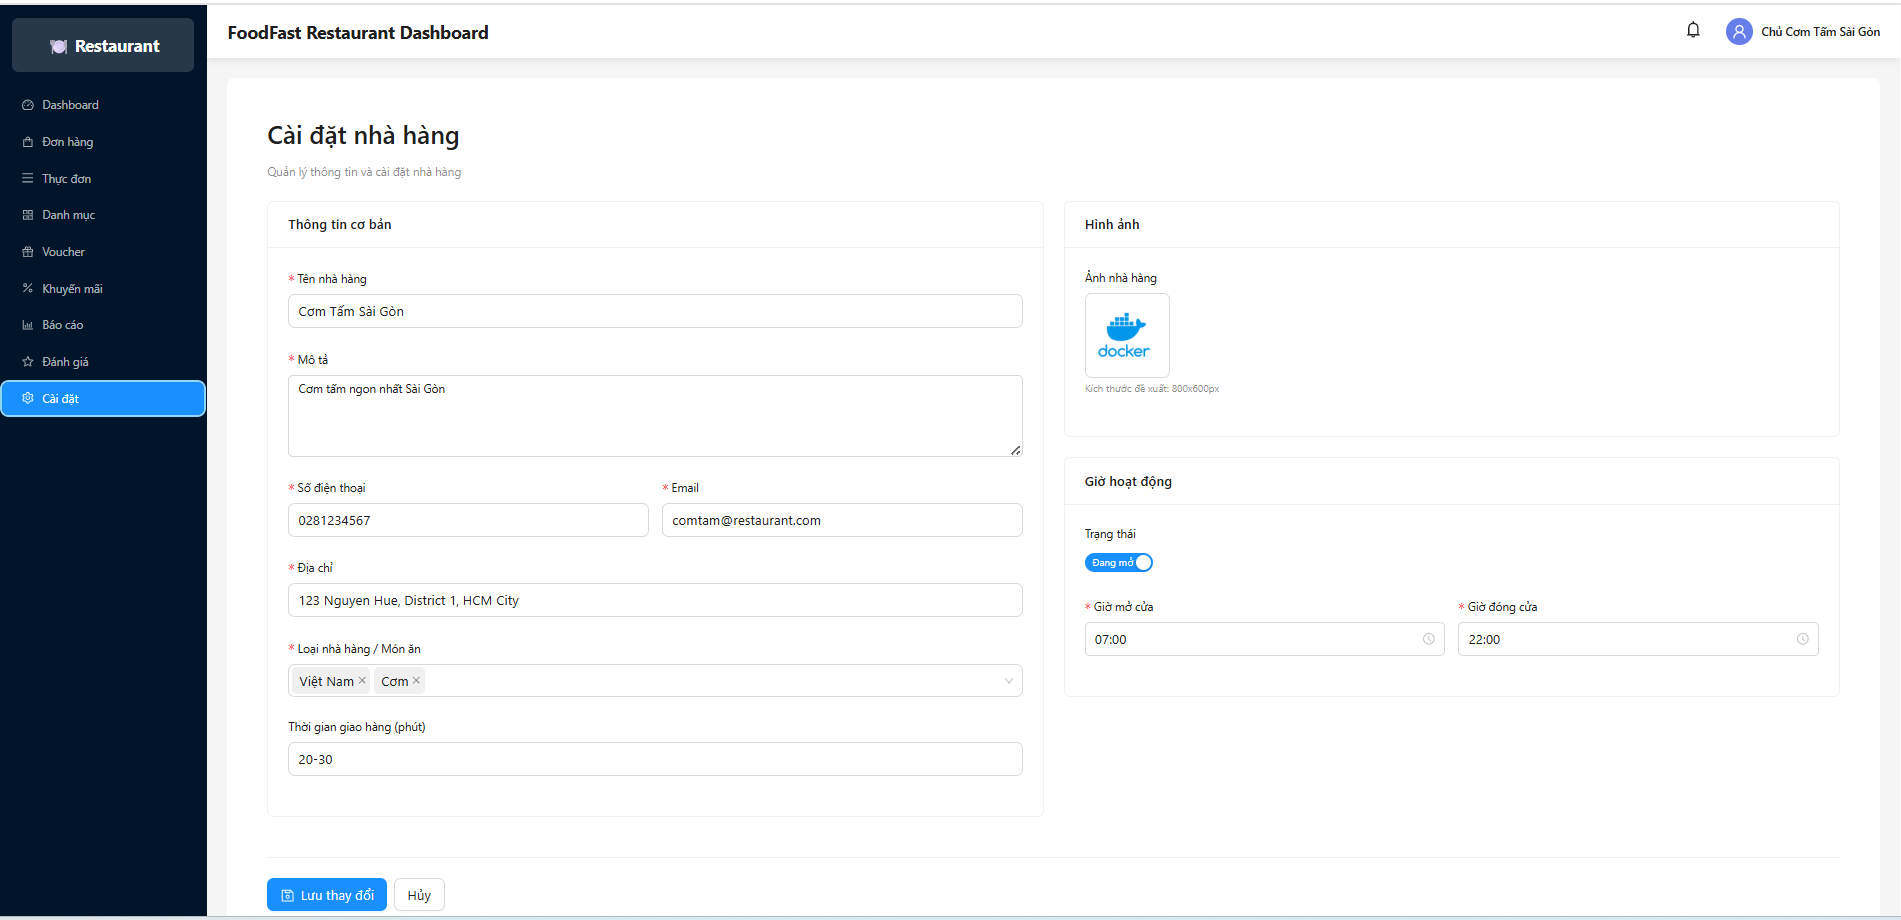 Restaurant
Dashboard
Đơn hàng
Thực đơn
Danh mục
Voucher
Khuyến mãi
Báo cáo
Đánh giá
Cài đặt
FoodFast Restaurant Dashboard
Chủ Cơm Tấm Sài Gòn
Cài đặt nhà hàng
Quản lý thông tin và cài đặt nhà hàng
Thông tin cơ bản
* Tên nhà hàng
Cơm Tấm Sài Gòn
* Mô tả
Cơm tấm ngon nhất Sài Gòn
* Số điện thoại
0281234567
* Email
comtam@restaurant.com
* Địa chỉ
123 Nguyen Hue, District 1, HCM City
* Loại nhà hàng / Món ăn
Việt Nam
Cơm
Thời gian giao hàng (phút)
20-30
Hình ảnh
Ảnh nhà hàng
docker
Kích thước đề xuất: 800x600px
Giờ hoạt động
Trạng thái
Đang mở
* Giờ mở cửa
07:00
* Giờ đóng cửa
22:00
Lưu thay đổi
Hủy